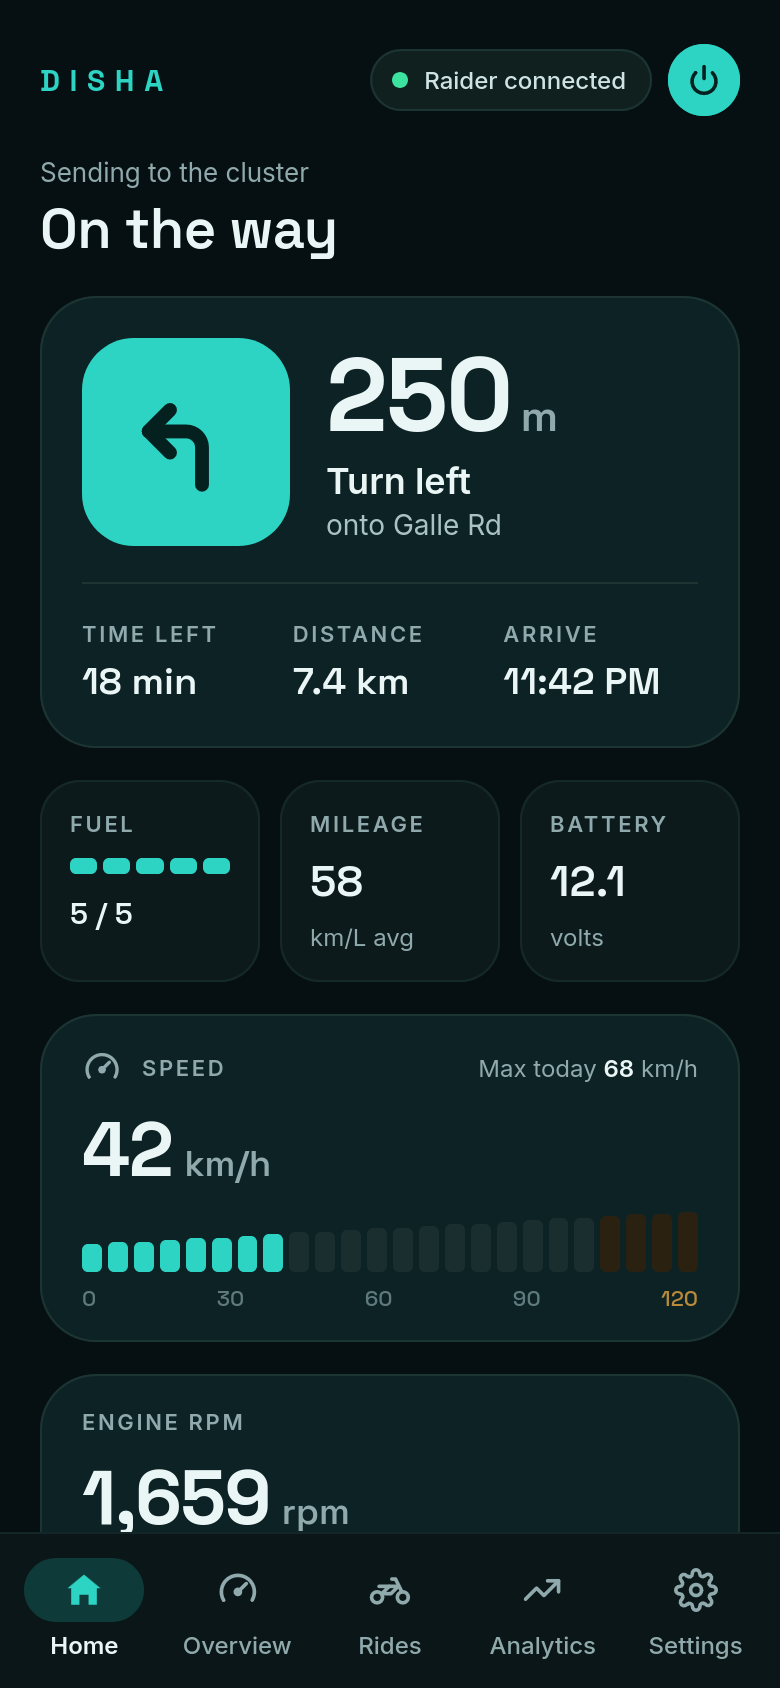 DISHA
Raider connected
Sending to the cluster
On the way
250 m
Turn left
onto Galle Rd
TIME LEFT DISTANCE ARRIVE
18 min 7.4 km 11:42 PM
FUEL
5 / 5
MILEAGE
58
km/L avg
BATTERY
12.1
volts
SPEED
Max today 68 km/h
42 km/h
0 30 60 90 120
ENGINE RPM
1,659 rpm
Home Overview Rides Analytics Settings